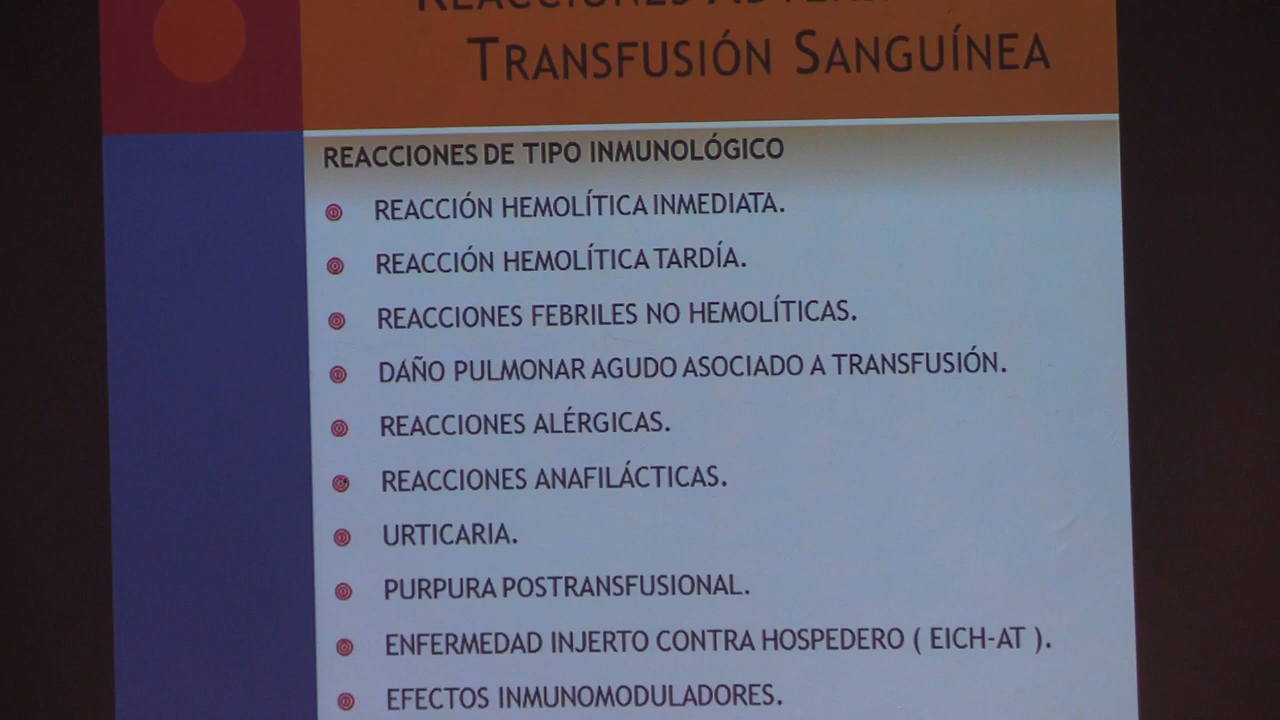 REACCIONES
TRANSFUSIÓN SANGUÍNEA
REACCIONES DE TIPO INMUNOLÓGICO
REACCIÓN HEMOLÍTICA INMEDIATA.
REACCIÓN HEMOLÍTICA TARDÍA.
REACCIONES FEBRILES NO HEMOLÍTICAS.
DAÑO PULMONAR AGUDO ASOCIADO A TRANSFUSIÓN.
REACCIONES ALÉRGICAS.
REACCIONES ANAFILÁCTICAS.
URTICARIA.
PURPURA POSTRANSFUSIONAL.
ENFERMEDAD INJERTO CONTRA HOSPEDERO ( EICH-AT ).
EFECTOS INMUNOMODULADORES.